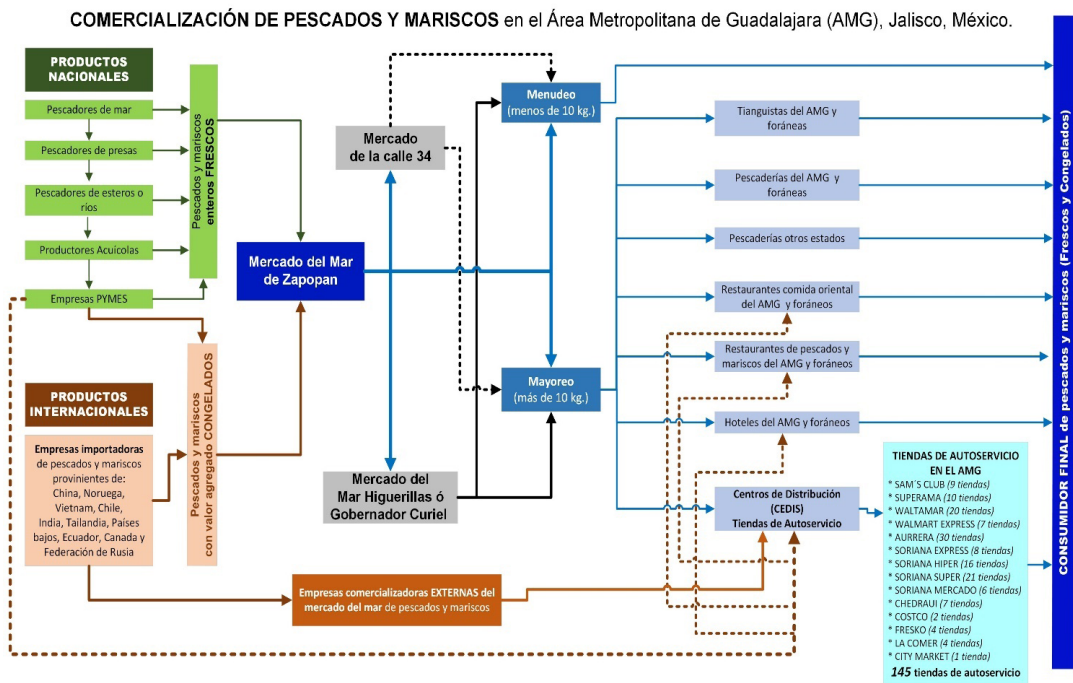 COMERCIALIZACIÓN DE PESCADOS Y MARISCOS en el Área Metropolitana de Guadalajara (AMG), Jalisco, México.
PRODUCTOS
NACIONALES
Pescadores de mar
Pescadores de presas
Pescadores de esteros o
ríos
Productores Acuicolas
Empresas PYMES
Pescados y mariscos
enteros FRESCOS
PRODUCTOS
INTERNACIONALES
Empresas importadoras
de pescados y mariscos
provinientes de:
China, Noruega,
Vietnam, Chile,
India, Tailandia, Países
bajos, Ecuador, Canada y
Federación de Rusia
Pescados y mariscos
con valor agregado CONGELADOS
Mercado del Mar
de Zapopan
Mercado
de la calle 34
Mercado del
Mar Higuerillas ó
Gobernador Curiel
Empresas comercializadoras EXTERNAS del
mercado del mar de pescados y mariscos
Menudeo
(menos de 10 kg.)
Mayoreo
(más de 10 kg.)
Tianguistas del AMG y
foráneas
Pescaderías del AMG y
foráneas
Pescaderías otros estados
Restaurantes comida oriental
del AMG y foráneos
Restaurantes de pescados y
mariscos del AMG y foráneos
Hoteles del AMG y foráneos
Centros de Distribución
(CEDIS)
Tiendas de Autoservicio
TIENDAS DE AUTOSERVICIO
EN EL AMG
* SAM´S CLUB (9 tiendas)
* SUPERAMA (10 tiendas)
* WALTAMAR (20 tiendas)
* WALMART EXPRESS (7 tiendas)
* AURRERA (30 tiendas)
* SORIANA EXPRESS (8 tiendas)
* SORIANA HIPER (16 tiendas)
* SORIANA SUPER (21 tiendas)
* SORIANA MERCADO (6 tiendas)
* CHEDRAUI (7 tiendas)
* COSTCO (2 tiendas)
* FRESKO (4 tiendas)
* LA COMER (4 tiendas)
* CITY MARKET (1 tienda)
145 tiendas de autoservicio
CONSUMIDOR FINAL de pescados y mariscos (Frescos y Congelados)